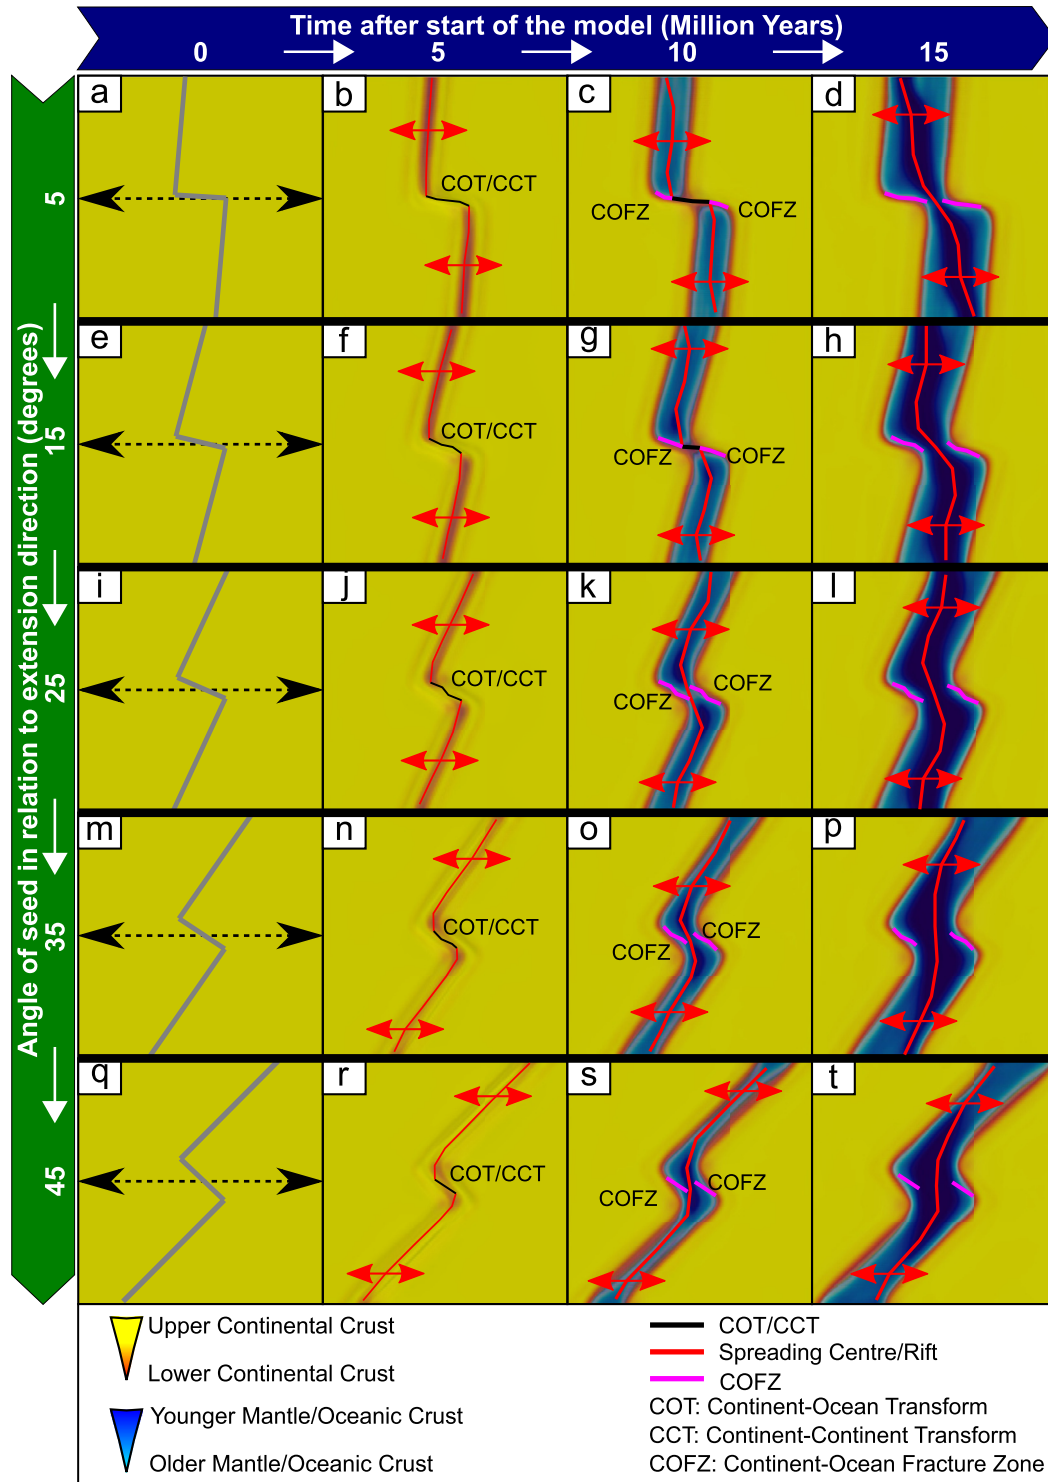 Time after start of the model (Million Years)
0 5 10 15
Angle of seed in relation to extension direction (degrees)
5
a
b
COT/CCT
c
COFZ
COFZ
d
15
e
f
COT/CCT
g
COFZ
COFZ
h
25
i
j
COT/CCT
k
COFZ
COFZ
l
35
m
n
COT/CCT
o
COFZ
COFZ
p
45
q
r
COT/CCT
s
COFZ
COFZ
t
Upper Continental Crust
Lower Continental Crust
Younger Mantle/Oceanic Crust
Older Mantle/Oceanic Crust
COT/CCT
Spreading Centre/Rift
COFZ
COT: Continent-Ocean Transform
CCT: Continent-Continent Transform
COFZ: Continent-Ocean Fracture Zone